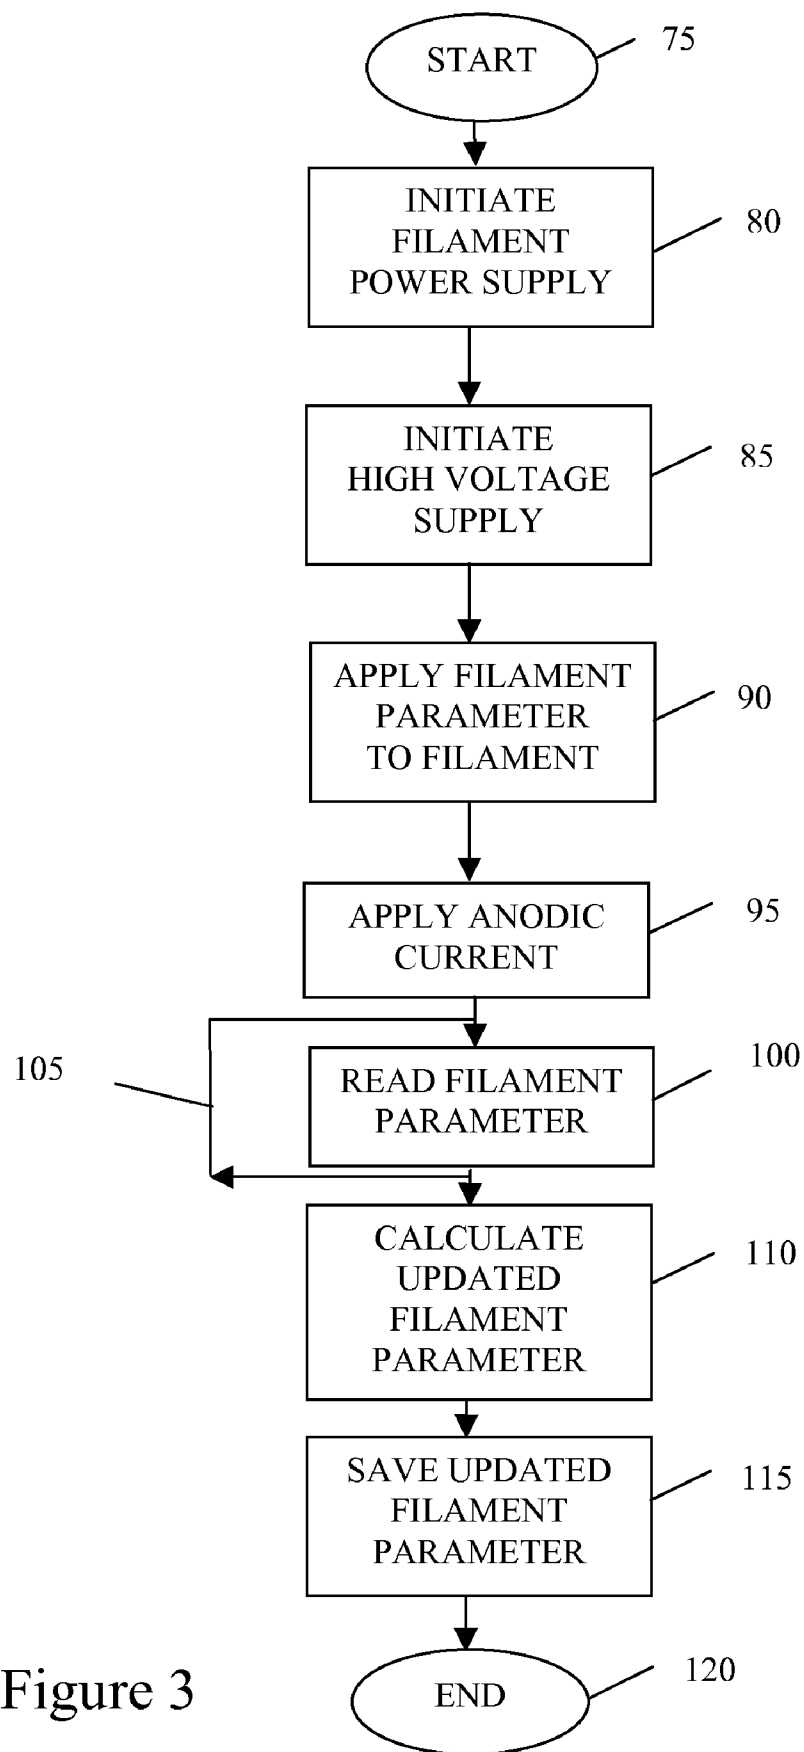 START
75
INITIATE
FILAMENT
POWER SUPPLY
80
INITIATE
HIGH VOLTAGE
SUPPLY
85
APPLY FILAMENT
PARAMETER
TO FILAMENT
90
APPLY ANODIC
CURRENT
95
105
READ FILAMENT
PARAMETER
100
CALCULATE
UPDATED
FILAMENT
PARAMETER
110
SAVE UPDATED
FILAMENT
PARAMETER
115
END
120
Figure 3